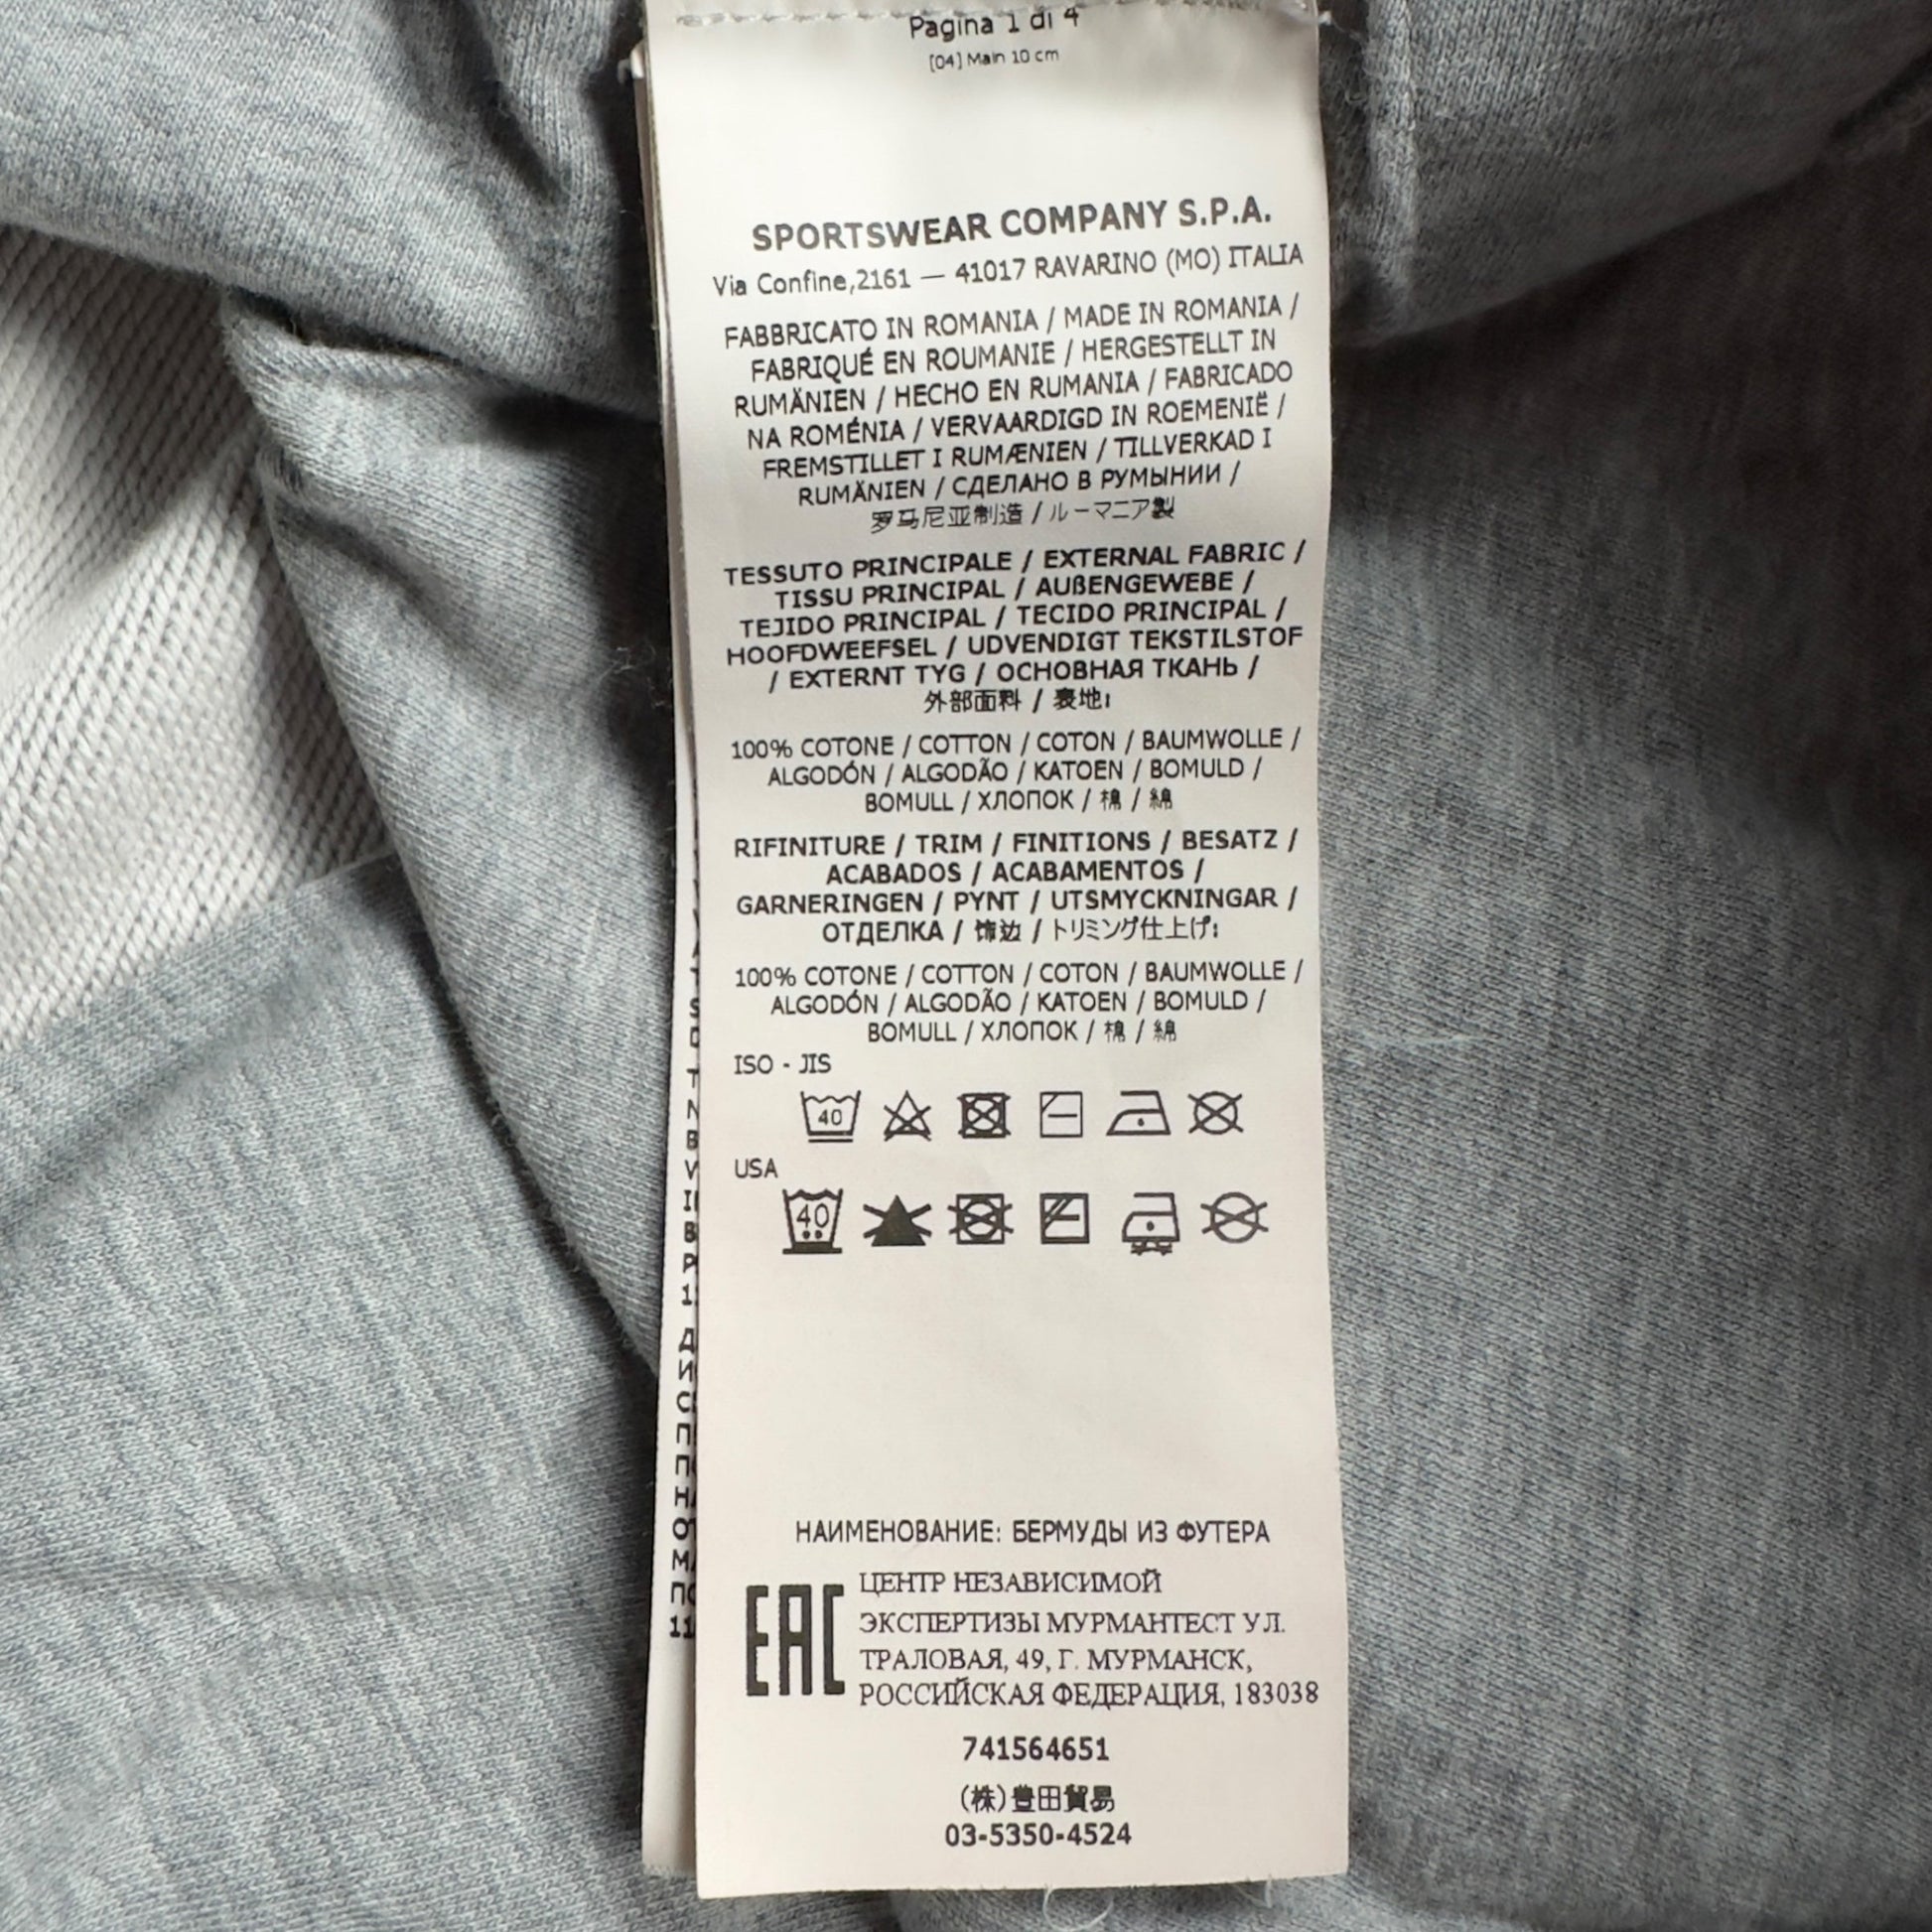 Pagina 1 di 4
[04] Main 10 cm
SPORTSWEAR COMPANY S.P.A.
Via Confine,2161 — 41017 RAVARINO (MO) ITALIA
FABBRICATO IN ROMANIA / MADE IN ROMANIA /
FABRIQUÉ EN ROUMANIE / HERGESTELLT IN
RUMÄNIEN / HECHO EN RUMANIA / FABRICADO
NA ROMÉNIA / VERVAARDIGD IN ROEMENIË /
FREMSTILLET I RUMÆNIEN / TILLVERKAD I
RUMÄNIEN / СДЕЛАНО В РУМЫНИИ /
罗马尼亚制造 / ルーマニア製
TESSUTO PRINCIPALE / EXTERNAL FABRIC /
TISSU PRINCIPAL / AUßENGEWEBE /
TEJIDO PRINCIPAL / TECIDO PRINCIPAL /
HOOFDWEEFSEL / UDVENDIGT TEKSTILSTOF
/ EXTERNT TYG / ОСНОВНАЯ ТКАНЬ /
外部面料 / 表地:
100% COTONE / COTTON / COTON / BAUMWOLLE /
ALGODÓN / ALGODÃO / KATOEN / BOMULD /
BOMULL / ХЛОПОК / 棉 / 綿
RIFINITURE / TRIM / FINITIONS / BESATZ /
ACABADOS / ACABAMENTOS /
GARNERINGEN / PYNT / UTSMYCKNINGAR /
ОТДЕЛКА / 饰边 / トリミング仕上げ:
100% COTONE / COTTON / COTON / BAUMWOLLE /
ALGODÓN / ALGODÃO / KATOEN / BOMULD /
BOMULL / ХЛОПОК / 棉 / 綿
ISO - JIS
40
USA
40
НАИМЕНОВАНИЕ: БЕРМУДЫ ИЗ ФУТЕРА
EAC
ЦЕНТР НЕЗАВИСИМОЙ
ЭКСПЕРТИЗЫ МУРМАНТЕСТ УЛ.
ТРАЛОВАЯ, 49, Г. МУРМАНСК,
РОССИЙСКАЯ ФЕДЕРАЦИЯ, 183038
741564651
(株)豊田貿易
03-5350-4524